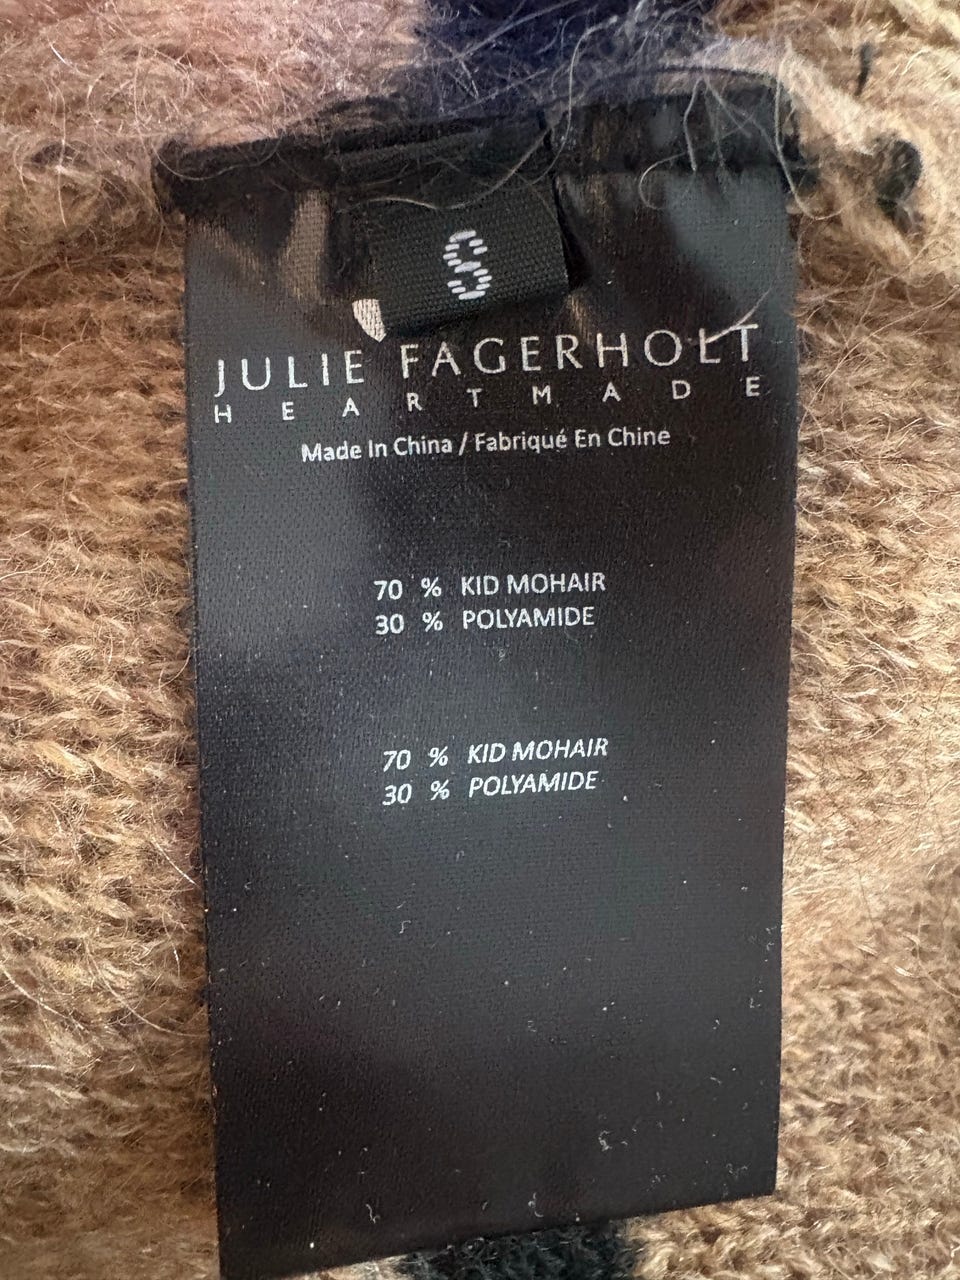 S
JULIE FAGERHOLT
HEARTMADE
Made In China / Fabriqué En Chine
70 % KID MOHAIR
30 % POLYAMIDE
70 % KID MOHAIR
30 % POLYAMIDE